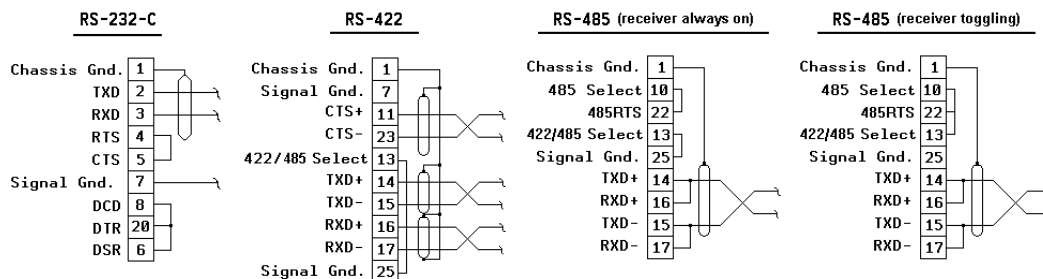 RS-232-C
Chassis Gnd. 1
TXD 2
RXD 3
RTS 4
CTS 5
Signal Gnd. 7
DCD 8
DTR 20
DSR 6
RS-422
Chassis Gnd. 1
Signal Gnd. 7
CTS+ 11
CTS- 23
422/485 Select 13
TXD+ 14
TXD- 15
RXD+ 16
RXD- 17
Signal Gnd. 25
RS-485 (receiver always on)
Chassis Gnd. 1
485 Select 10
485RTS 22
422/485 Select 13
Signal Gnd. 25
TXD+ 14
RXD+ 16
TXD- 15
RXD- 17
RS-485 (receiver toggling)
Chassis Gnd. 1
485 Select 10
485RTS 22
422/485 Select 13
Signal Gnd. 25
TXD+ 14
RXD+ 16
TXD- 15
RXD- 17